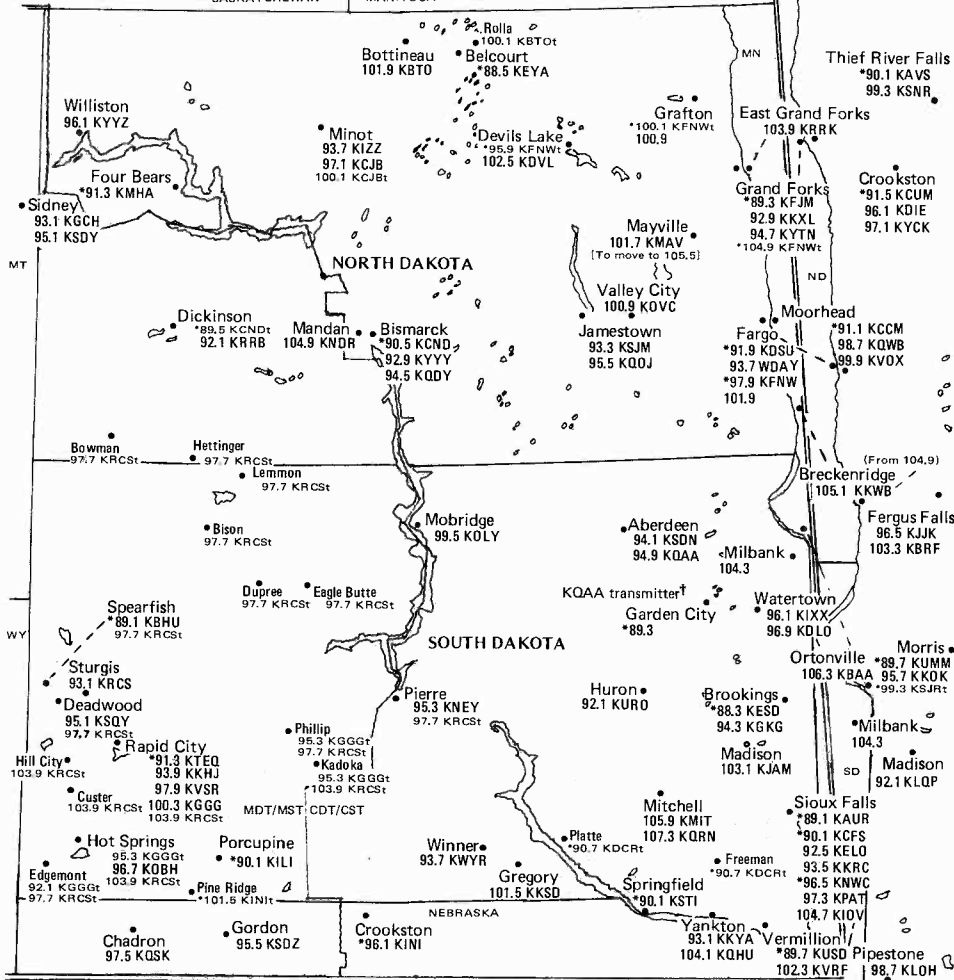 Rolla
100.1 KBTOt
Bottineau
101.9 KBTO
Belcourt
*88.5 KEYA
MN
Thief River Falls
*90.1 KAVS
99.3 KSNR
Williston
96.1 KYYZ
Minot
93.7 KIZZ
97.1 KCJB
100.1 KCJBt
Devils Lake
*95.9 KFNWt
102.5 KDVL
Grafton
*100.1 KFNWt
100.9
East Grand Forks
103.9 KRRK
Four Bears
*91.3 KMHA
Grand Forks
*89.3 KFJM
92.9 KKXL
94.7 KYTN
*104.9 KFNWt
Crookston
*91.5 KCUM
96.1 KDIE
97.1 KYCK
Sidney
93.1 KGCH
95.1 KSDY
Mayville
101.7 KMAV
[To move to 105.5]
MT
NORTH DAKOTA
ND
Valley City
100.9 KOVC
Dickinson
*89.5 KCNDt
92.1 KRRB
Mandan
104.9 KNDR
Bismarck
*90.5 KCND
92.9 KYYY
94.5 KQDY
Jamestown
93.3 KSJM
95.5 KQOJ
Moorhead
*91.1 KCCM
98.7 KQWB
99.9 KVOX
Fargo
*91.9 KDSU
93.7 WDAY
*97.9 KFNW
101.9
Bowman
97.7 KRCSt
Hettinger
97.7 KRCSt
Lemmon
97.7 KRCSt
(From 104.9)
Breckenridge
105.1 KKWB
Bison
97.7 KRCSt
Mobridge
99.5 KOLY
Aberdeen
94.1 KSDN
94.9 KQAA
Milbank
104.3
Fergus Falls
96.5 KJJK
103.3 KBRF
Dupree
97.7 KRCSt
Eagle Butte
97.7 KRCSt
KQAA transmitter†
Garden City
*89.3
Watertown
96.1 KIXX
96.9 KDLO
WY
Spearfish
*89.1 KBHU
97.7 KRCSt
SOUTH DAKOTA
Ortonville
106.3 KBAA
Morris
*89.7 KUMM
95.7 KKOK
*99.3 KSJRt
Sturgis
93.1 KRCS
Deadwood
95.1 KSQY
97.7 KRCSt
Pierre
95.3 KNEY
97.7 KRCSt
Huron
92.1 KURO
Brookings
*88.3 KESD
94.3 KGKG
Milbank
104.3
Phillip
95.3 KGGGt
97.7 KRCSt
Rapid City
*91.3 KTEQ
93.9 KKHJ
97.9 KVSR
100.3 KGGG
103.9 KRCSt
Hill City
103.9 KRCSt
Kadoka
95.3 KGGGt
103.9 KRCSt
Madison
103.1 KJAM
SD
Madison
92.1 KLQP
Custer
103.9 KRCSt
MDT/MST CDT/CST
Mitchell
105.9 KMIT
107.3 KQRN
Sioux Falls
*89.1 KAUR
*90.1 KCFS
92.5 KELO
93.5 KKRC
*96.5 KNWC
97.3 KPAT
104.7 KIOV
Hot Springs
95.3 KGGGt
96.7 KOBH
103.9 KRCSt
Porcupine
*90.1 KILI
Winner
93.7 KWYR
Platte
*90.7 KDCRt
Freeman
*90.7 KDCRt
Edgemont
92.1 KGGGt
97.7 KRCSt
Gregory
101.5 KKSD
Pine Ridge
*101.5 KINIt
Springfield
*90.1 KSTI
NEBRASKA
Chadron
97.5 KQSK
Gordon
95.5 KSDZ
Crookston
*96.1 KINI
Yankton
93.1 KKYA
104.1 KQHU
Vermillion
*89.7 KUSD
102.3 KVRF
Pipestone
98.7 KLOH